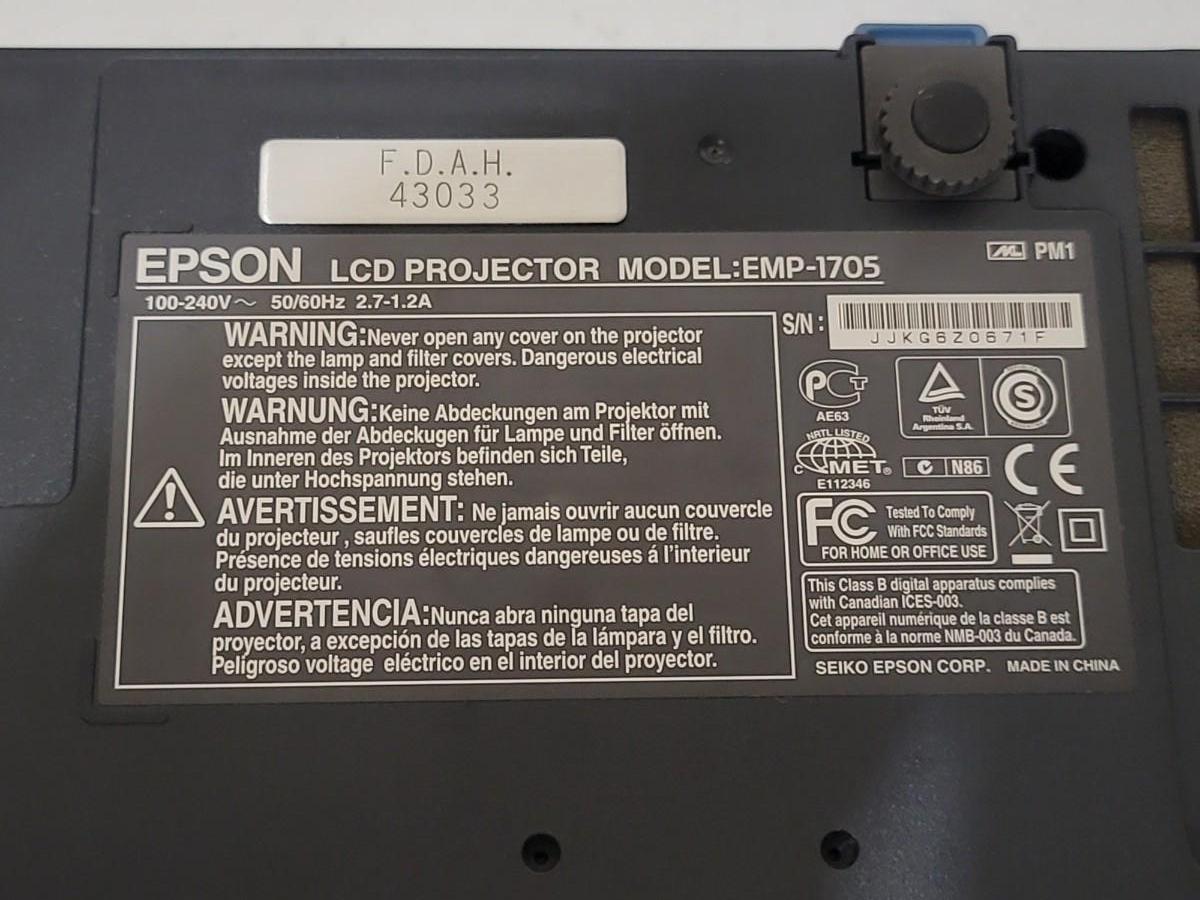 F.D.A.H.
43033
EPSON LCD PROJECTOR MODEL:EMP-1705
PM1
100-240V～ 50/60Hz 2.7-1.2A
WARNING:Never open any cover on the projector
except the lamp and filter covers. Dangerous electrical
voltages inside the projector.
WARNUNG:Keine Abdeckungen am Projektor mit
Ausnahme der Abdeckugen für Lampe und Filter öffnen.
Im Inneren des Projektors befinden sich Teile,
die unter Hochspannung stehen.
AVERTISSEMENT: Ne jamais ouvrir aucun couvercle
du projecteur , saufles couvercles de lampe ou de filtre.
Présence de tensions électriques dangereuses á l'interieur
du projecteur.
ADVERTENCIA:Nunca abra ninguna tapa del
proyector, a excepción de las tapas de la lámpara y el filtro.
Peligroso voltage eléctrico en el interior del proyector.
S/N:
JJKG6Z0671F
PCT
AE63
TÜV
Rheinland
Argentina S.A.
S
NRTL LISTED
C MET®
E112346
N86
CE
FC
Tested To Comply
With FCC Standards
FOR HOME OR OFFICE USE
This Class B digital apparatus complies
with Canadian ICES-003.
Cet appareil numérique de la classe B est
conforme à la norme NMB-003 du Canada.
SEIKO EPSON CORP. MADE IN CHINA